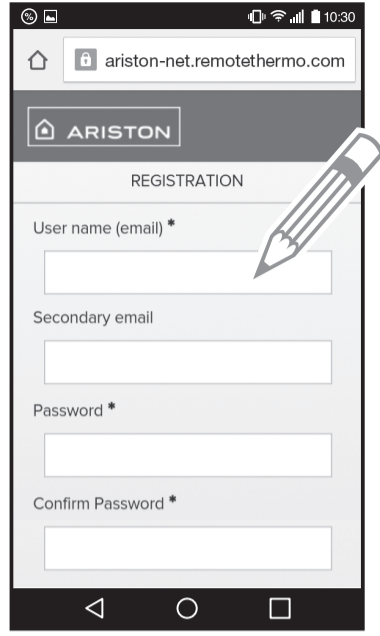 10:30
ariston-net.remotethermo.com
ARISTON
REGISTRATION
User name (email) *
Secondary email
Password *
Confirm Password *